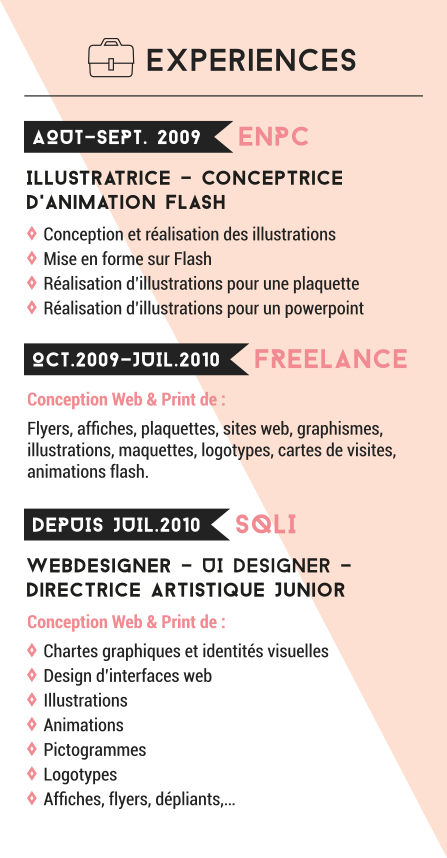 EXPERIENCES
AOUT-SEPT. 2009 ENPC
ILLUSTRATRICE - CONCEPTRICE
D'ANIMATION FLASH
Conception et réalisation des illustrations
Mise en forme sur Flash
Réalisation d'illustrations pour une plaquette
Réalisation d'illustrations pour un powerpoint
OCT.2009-JUIL.2010 FREELANCE
Conception Web & Print de :
Flyers, affiches, plaquettes, sites web, graphismes,
illustrations, maquettes, logotypes, cartes de visites,
animations flash.
DEPUIS JUIL.2010 SQLI
WEBDESIGNER - UI DESIGNER -
DIRECTRICE ARTISTIQUE JUNIOR
Conception Web & Print de :
Chartes graphiques et identités visuelles
Design d'interfaces web
Illustrations
Animations
Pictogrammes
Logotypes
Affiches, flyers, dépliants,...